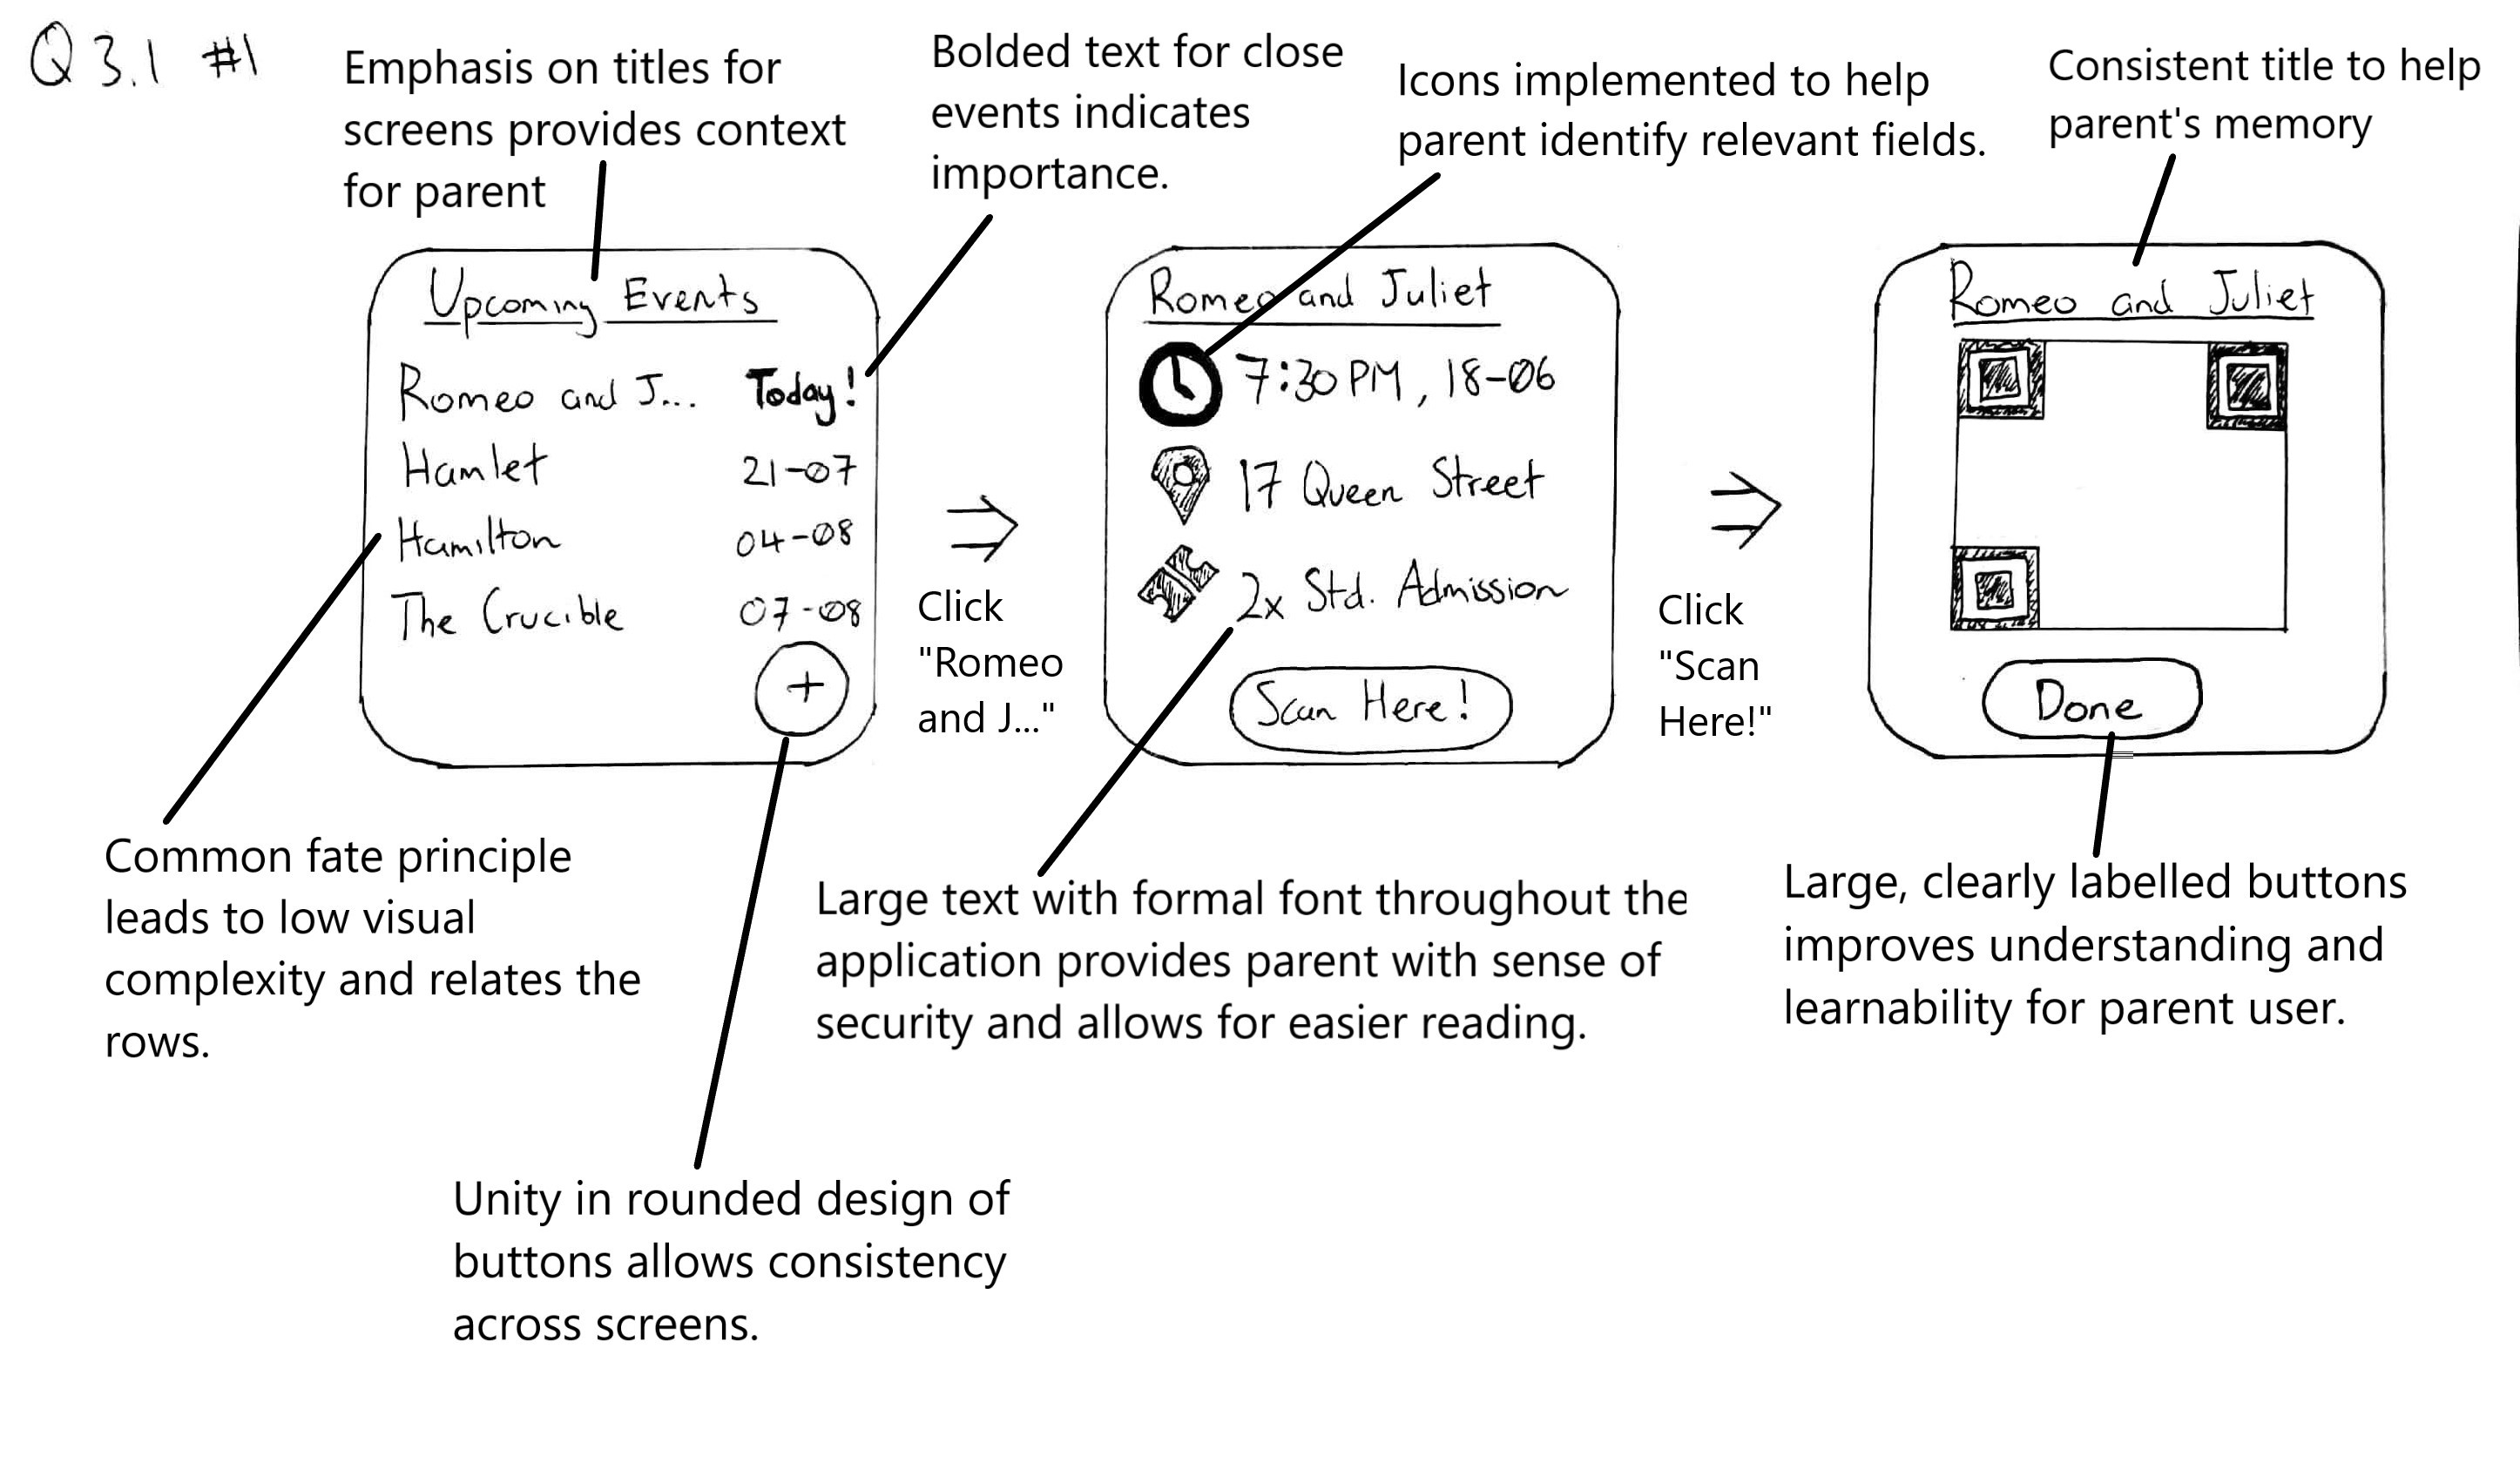 Q3.1 #1
Emphasis on titles for
screens provides context
for parent
Bolded text for close
events indicates
importance.
Icons implemented to help
parent identify relevant fields.
Consistent title to help
parent's memory
Upcoming Events
Romeo and J... Today!
Hamlet 21-07
Hamilton 04-08
The Crucible 07-08
+
Click
"Romeo
and J..."
Romeo and Juliet
7:30 PM, 18-06
17 Queen Street
2x Std. Admission
Scan Here!
Click
"Scan
Here!"
Romeo and Juliet
Done
Common fate principle
leads to low visual
complexity and relates the
rows.
Large text with formal font throughout the
application provides parent with sense of
security and allows for easier reading.
Large, clearly labelled buttons
improves understanding and
learnability for parent user.
Unity in rounded design of
buttons allows consistency
across screens.